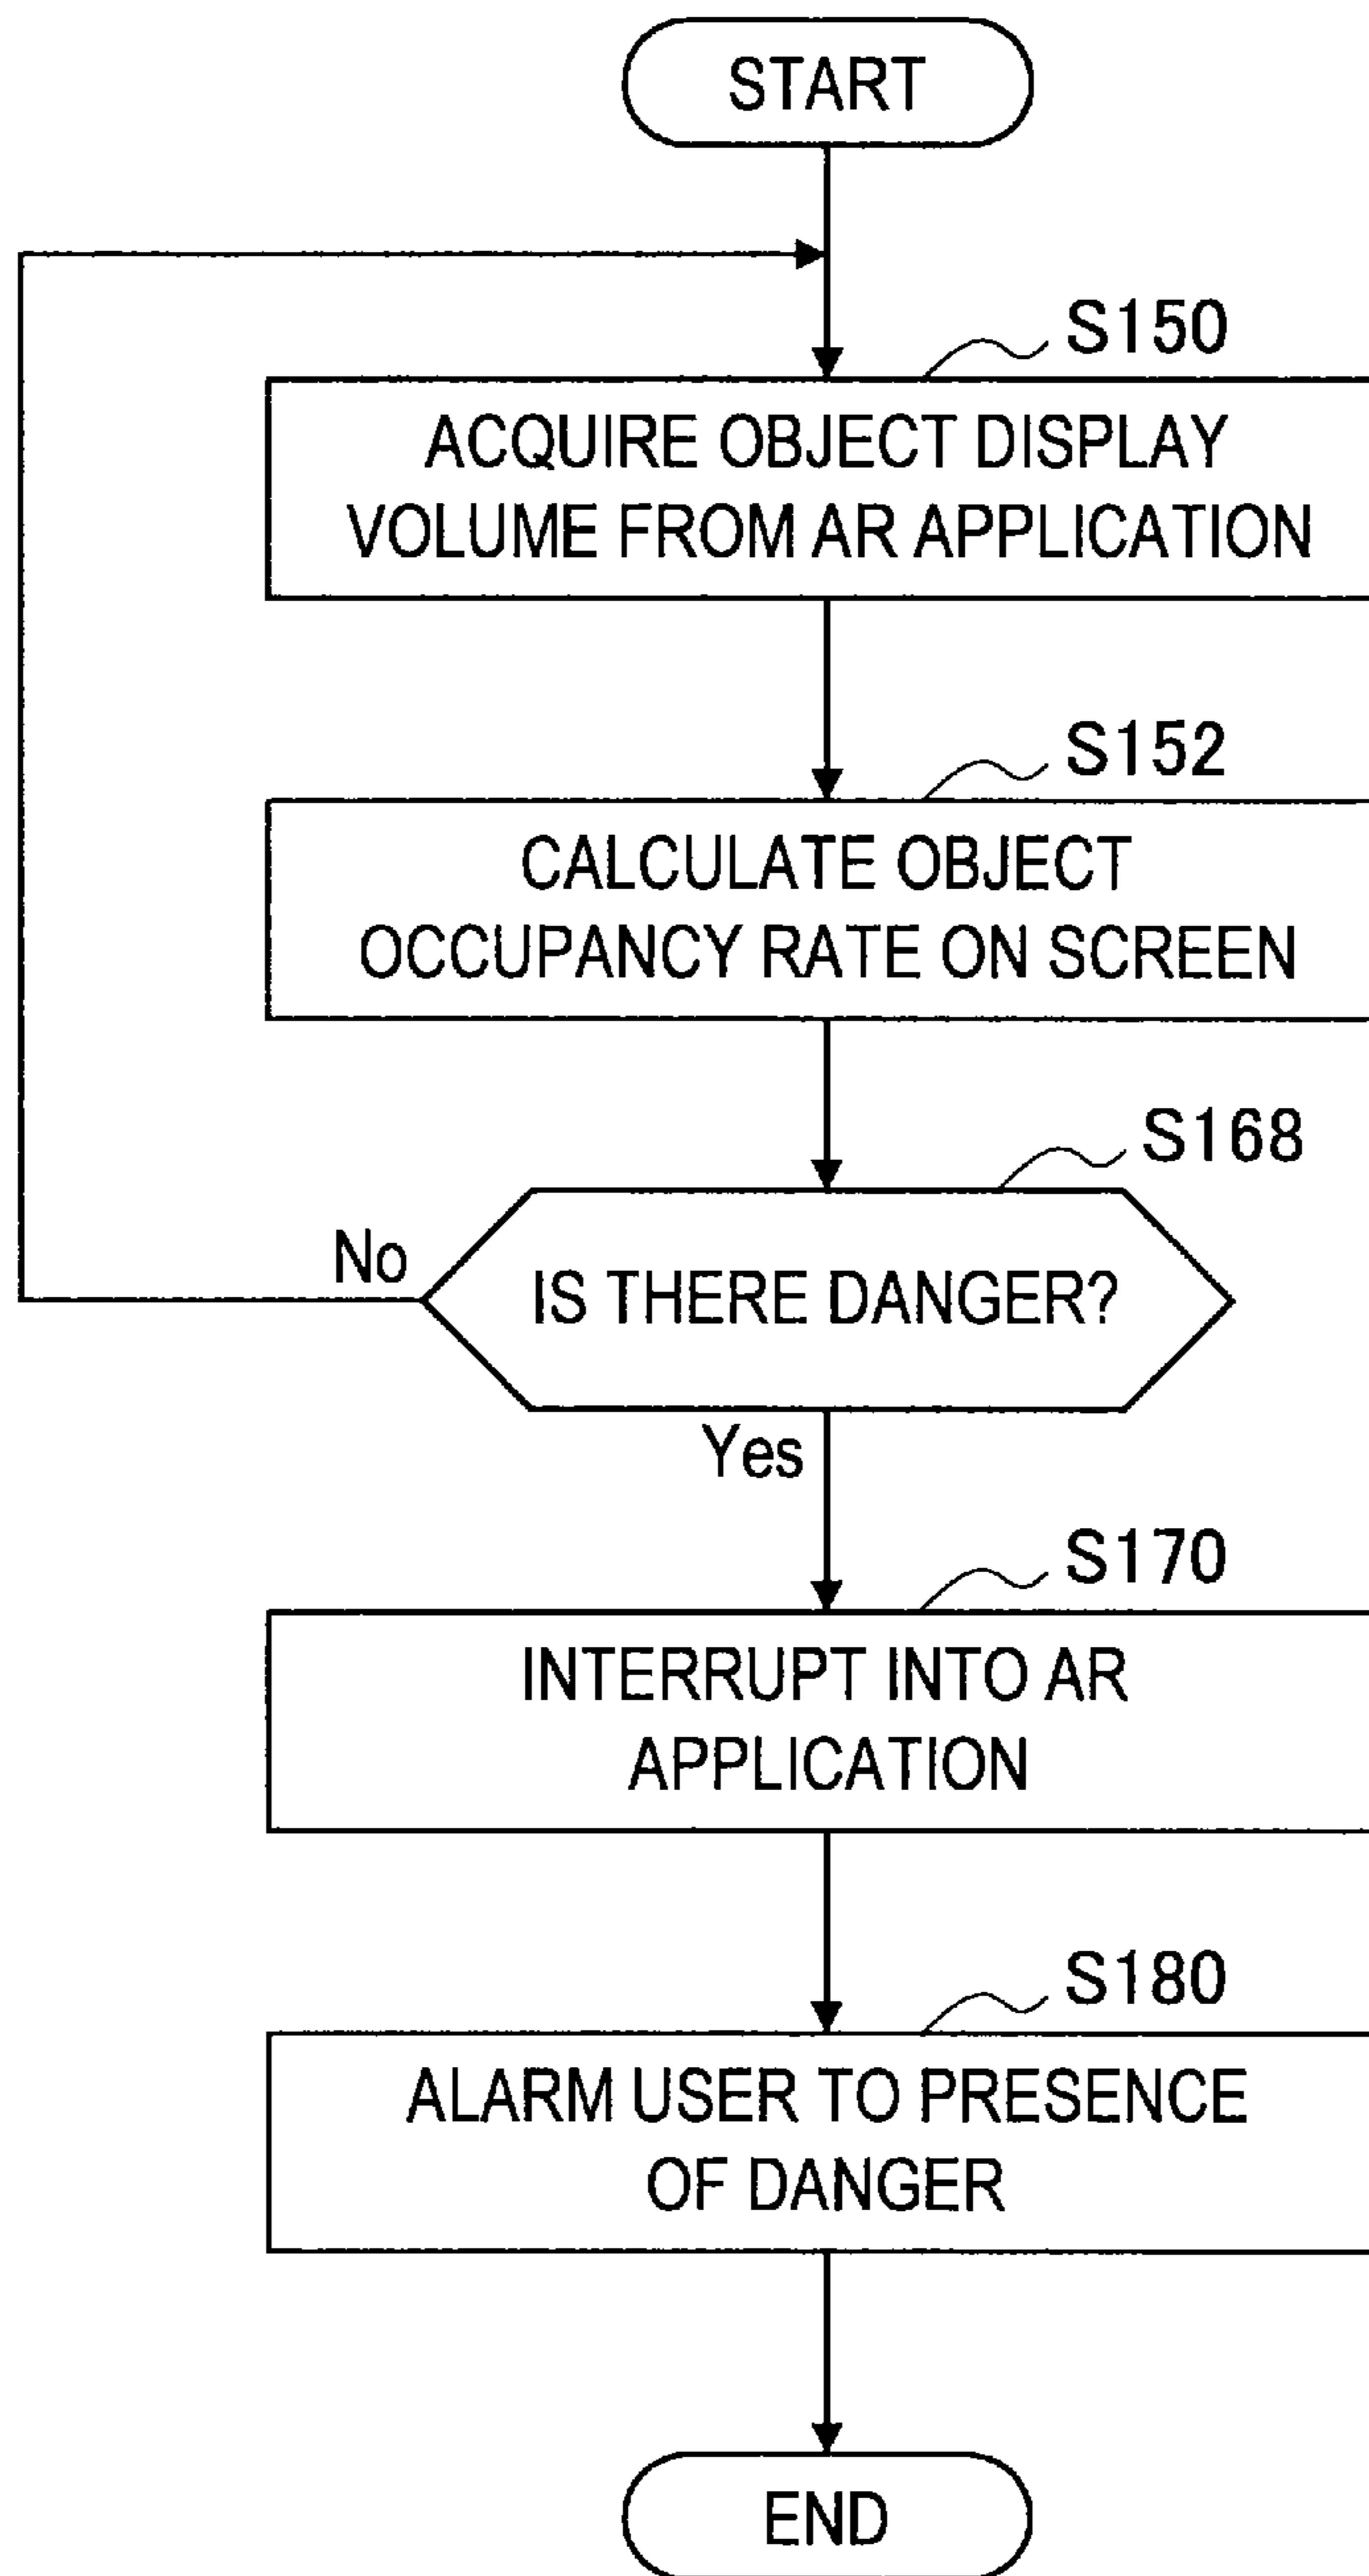 START
S150
ACQUIRE OBJECT DISPLAY
VOLUME FROM AR APPLICATION
S152
CALCULATE OBJECT
OCCUPANCY RATE ON SCREEN
S168
No
IS THERE DANGER?
Yes
S170
INTERRUPT INTO AR
APPLICATION
S180
ALARM USER TO PRESENCE
OF DANGER
END